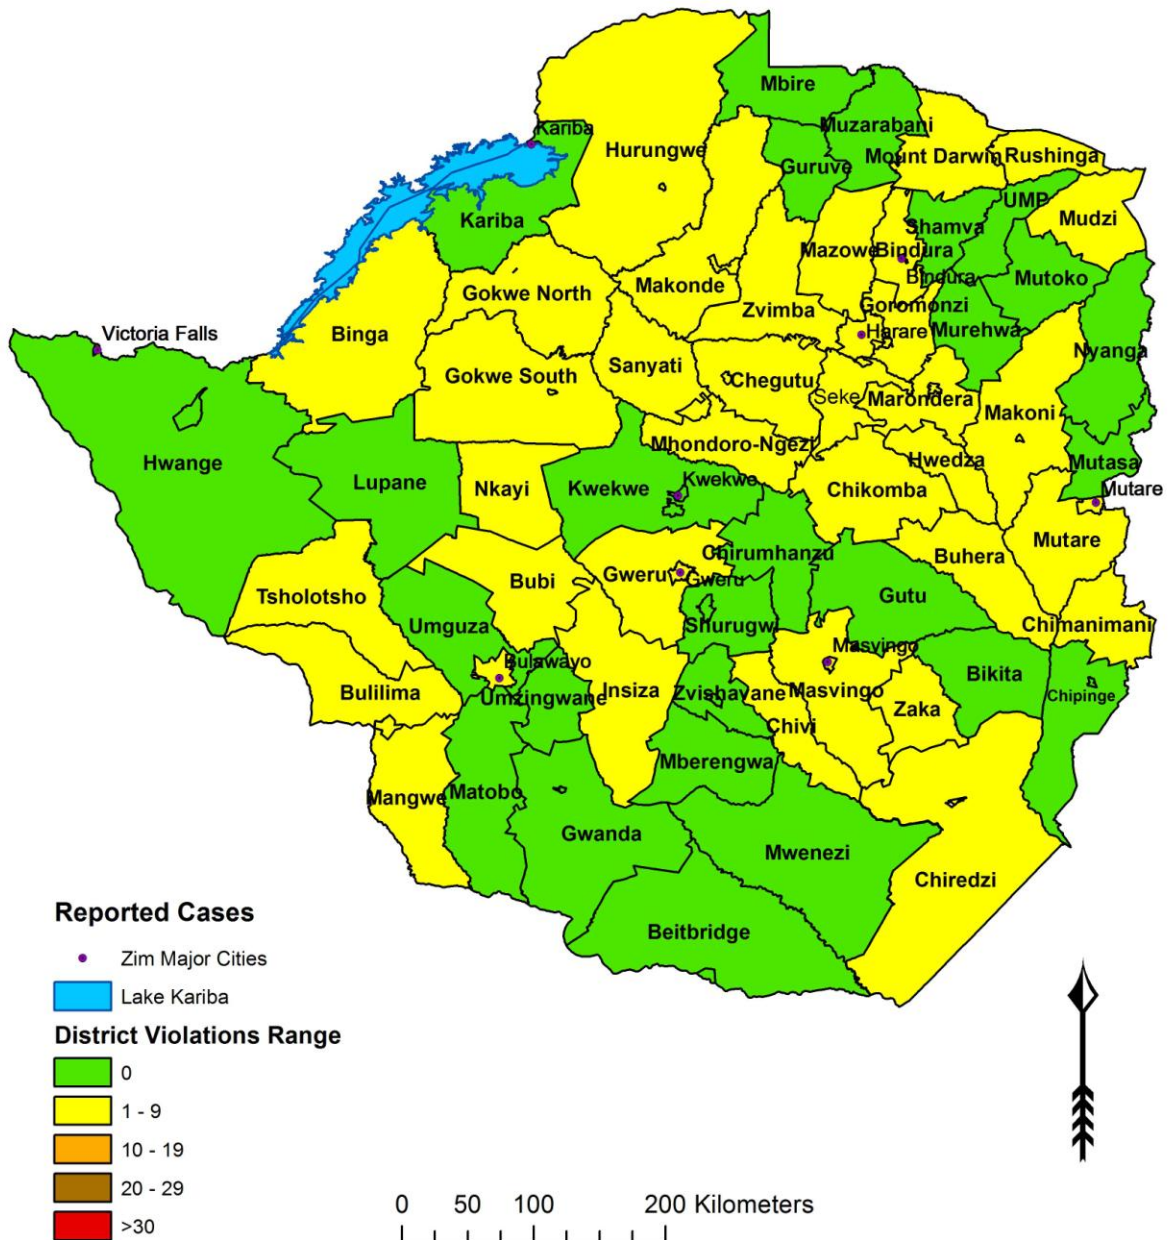 Mbire
Kariba
Muzarabani
Hurungwe
Guruve
Mount Darwin
Rushinga
UMP
Mudzi
Kariba
Shamva
Mazowe
Bindura
Bindura
Mutoko
Makonde
Gokwe North
Zvimba
Goromonzi
Harare
Murehwa
Victoria Falls
Binga
Nyanga
Sanyati
Gokwe South
Chegutu
Seke
Marondera
Makoni
Mhondoro-Ngezi
Hwedza
Hwange
Mutasa
Lupane
Nkayi
Kwekwe
Kwekwe
Chikomba
Mutare
Mutare
Chirumhanzu
Buhera
Gweru
Gweru
Bubi
Tsholotsho
Gutu
Umguza
Shurugwi
Chimanimani
Masvingo
Bulawayo
Bikita
Bulilima
Umzingwane
Insiza
Zvishavane
Masvingo
Chipinge
Zaka
Chivi
Mberengwa
Mangwe
Matobo
Gwanda
Mwenezi
Chiredzi
Beitbridge
Reported Cases
Zim Major Cities
Lake Kariba
District Violations Range
0
1 - 9
10 - 19
20 - 29
>30
0 50 100 200 Kilometers